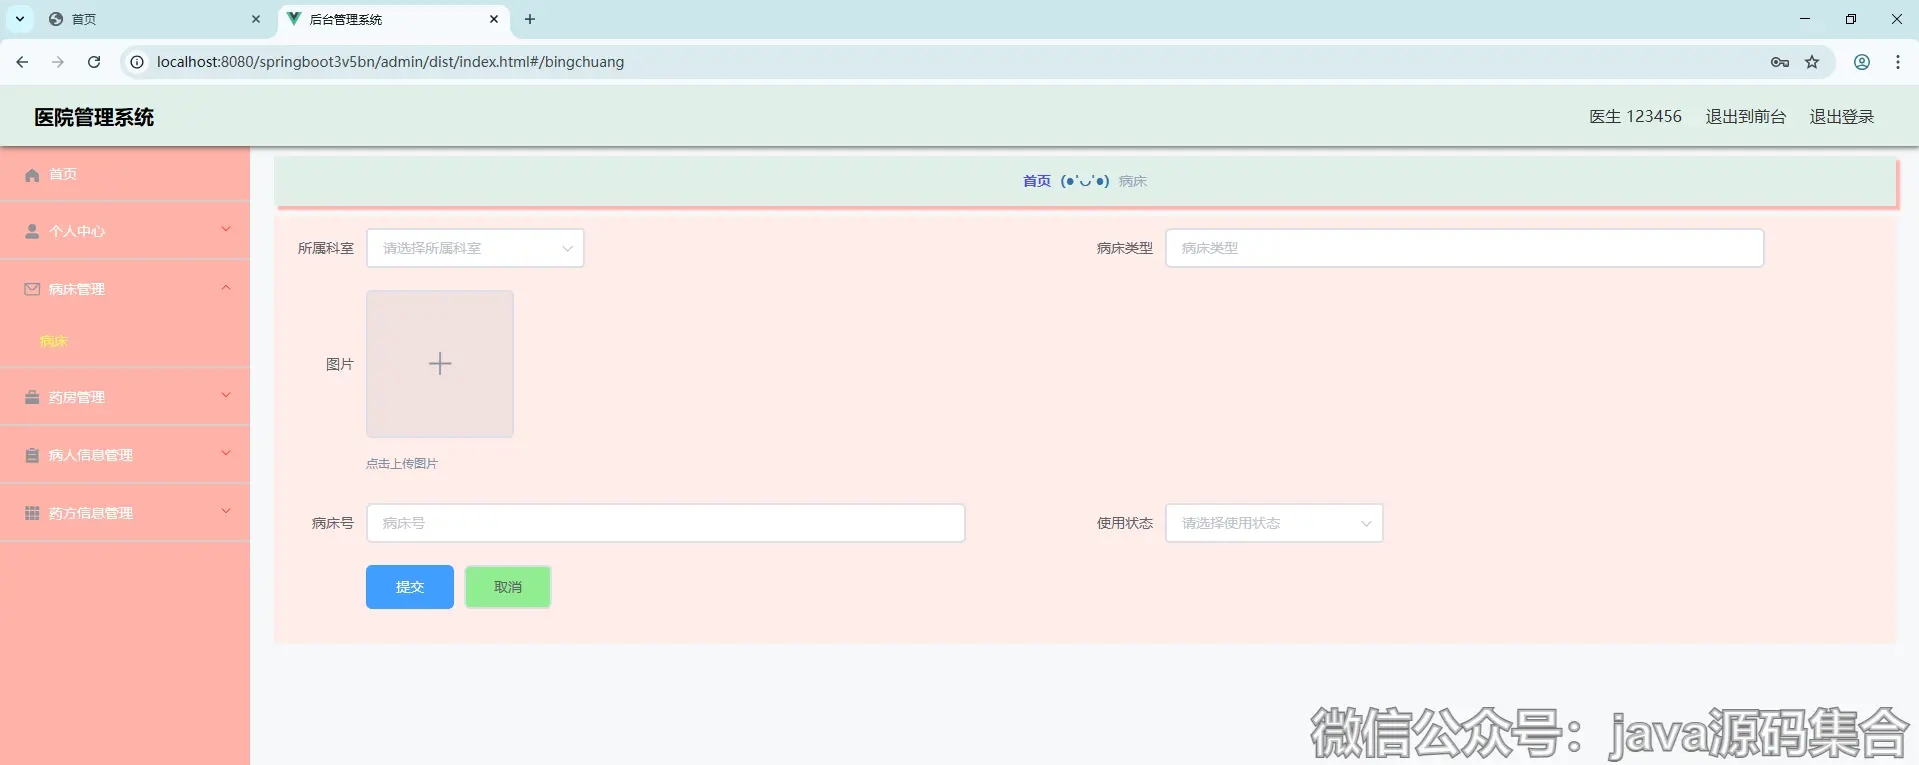 首页
后台管理系统
localhost:8080/springboot3v5bn/admin/dist/index.html#/bingchuang
医院管理系统
医生 123456 退出到前台 退出登录
首页
个人中心
病床管理
病床
药房管理
病人信息管理
药方信息管理
首页 (●'◡'●) 病床
所属科室 请选择所属科室
病床类型 病床类型
图片
点击上传图片
病床号 病床号
使用状态 请选择使用状态
提交 取消
微信公众号：java源码集合